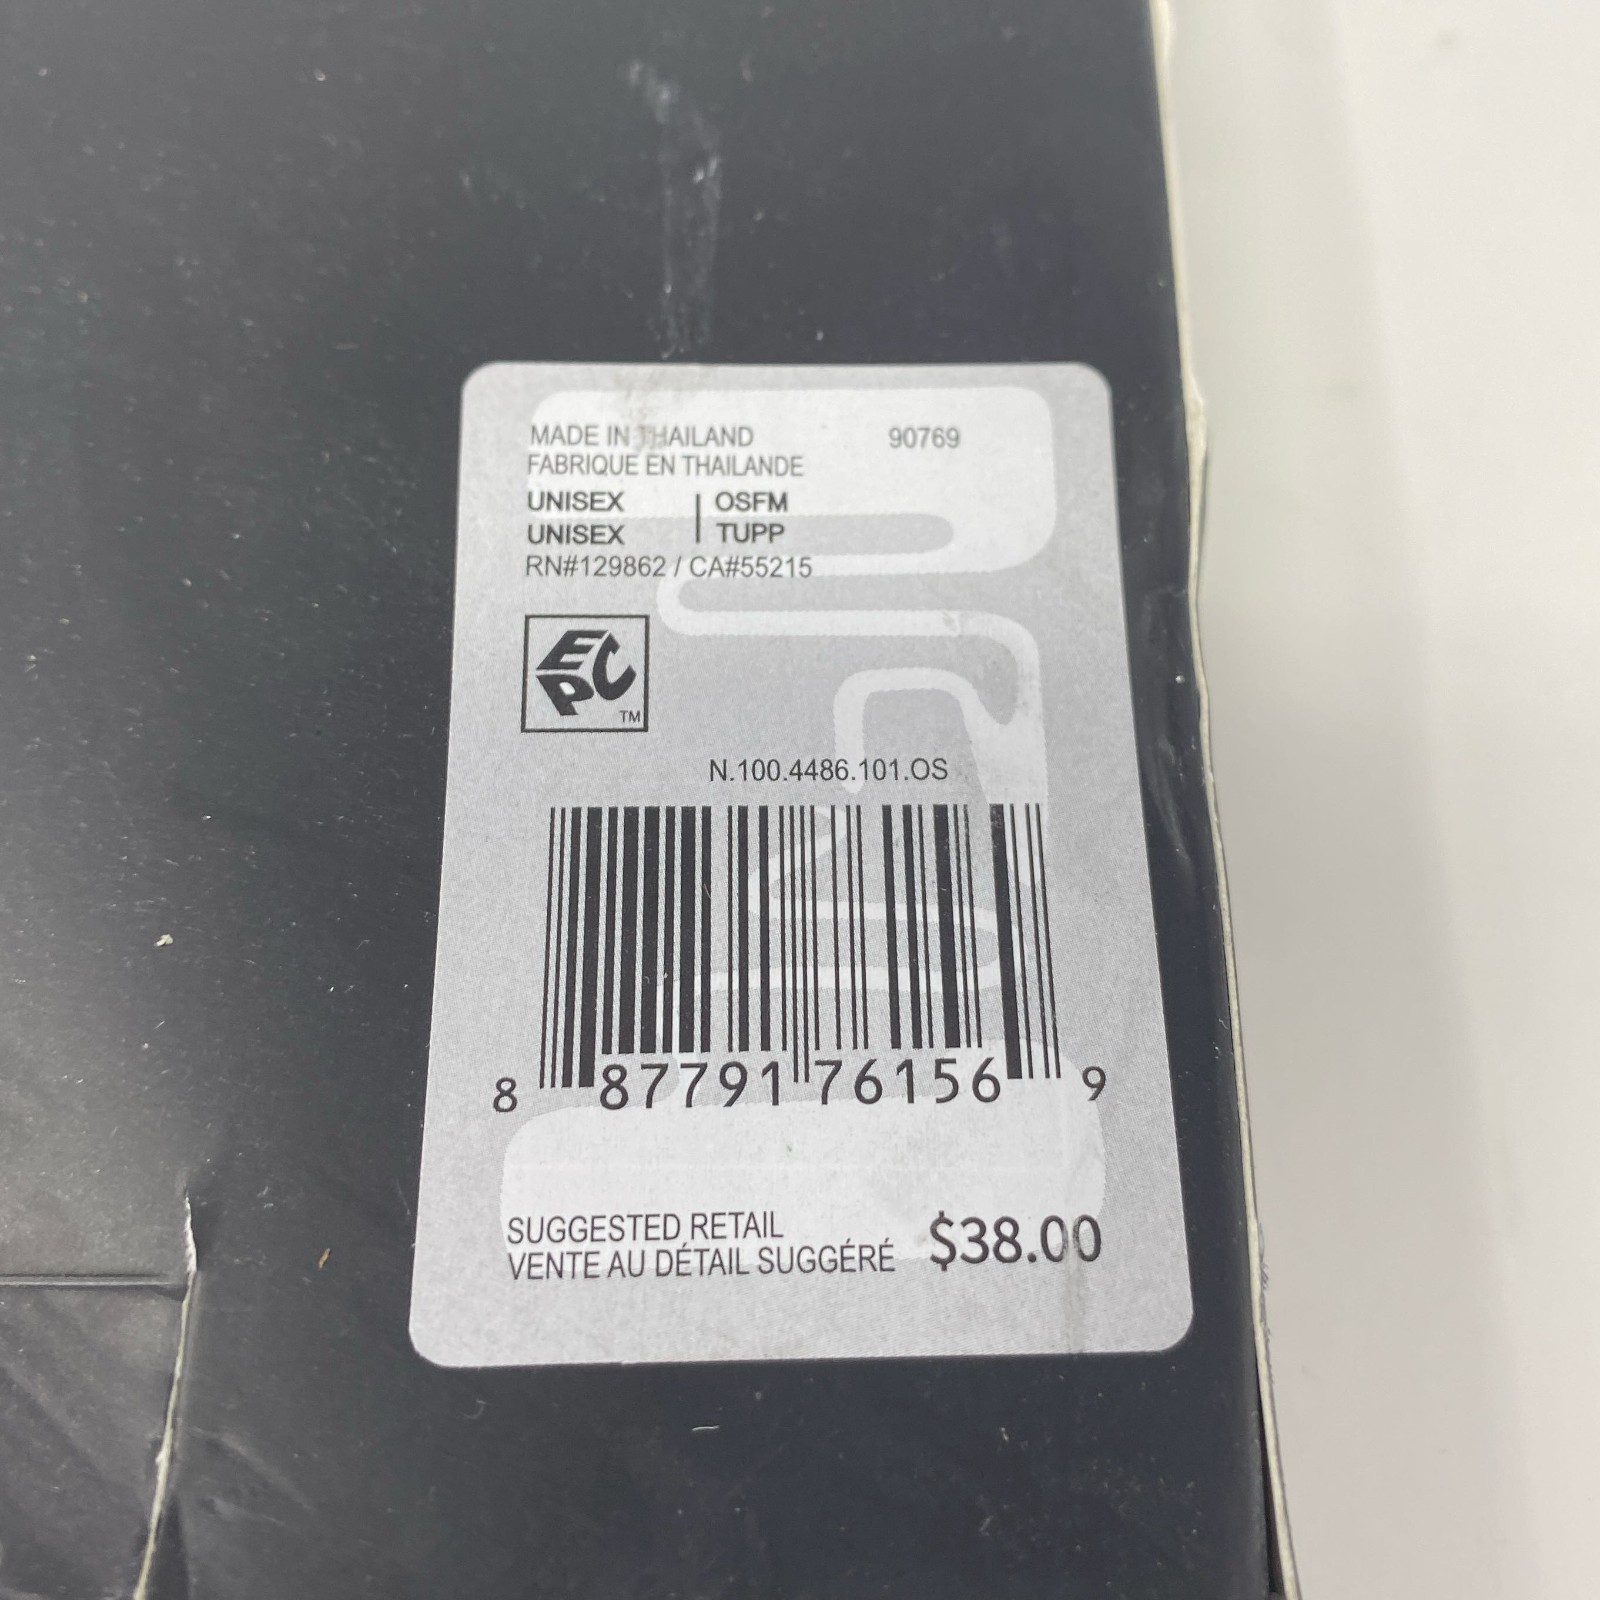 MADE IN THAILAND 90769
FABRIQUE EN THAILANDE
UNISEX | OSFM
UNISEX | TUPP
RN#129862 / CA#55215
EPC
TM
N.100.4486.101.OS
8 87791 76156 9
SUGGESTED RETAIL
VENTE AU DÉTAIL SUGGÉRÉ $38.00